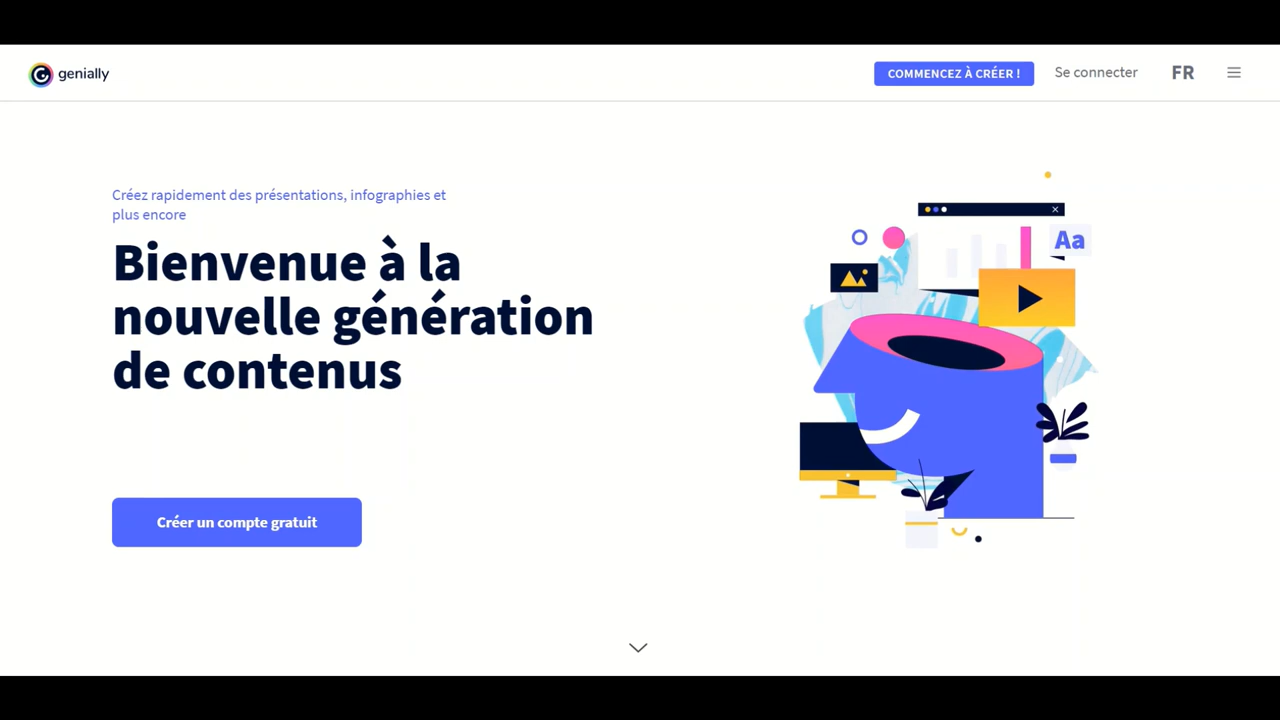 genially
COMMENCEZ À CRÉER !
Se connecter
FR
Créez rapidement des présentations, infographies et
plus encore
Bienvenue à la
nouvelle génération
de contenus
Aa
Créer un compte gratuit